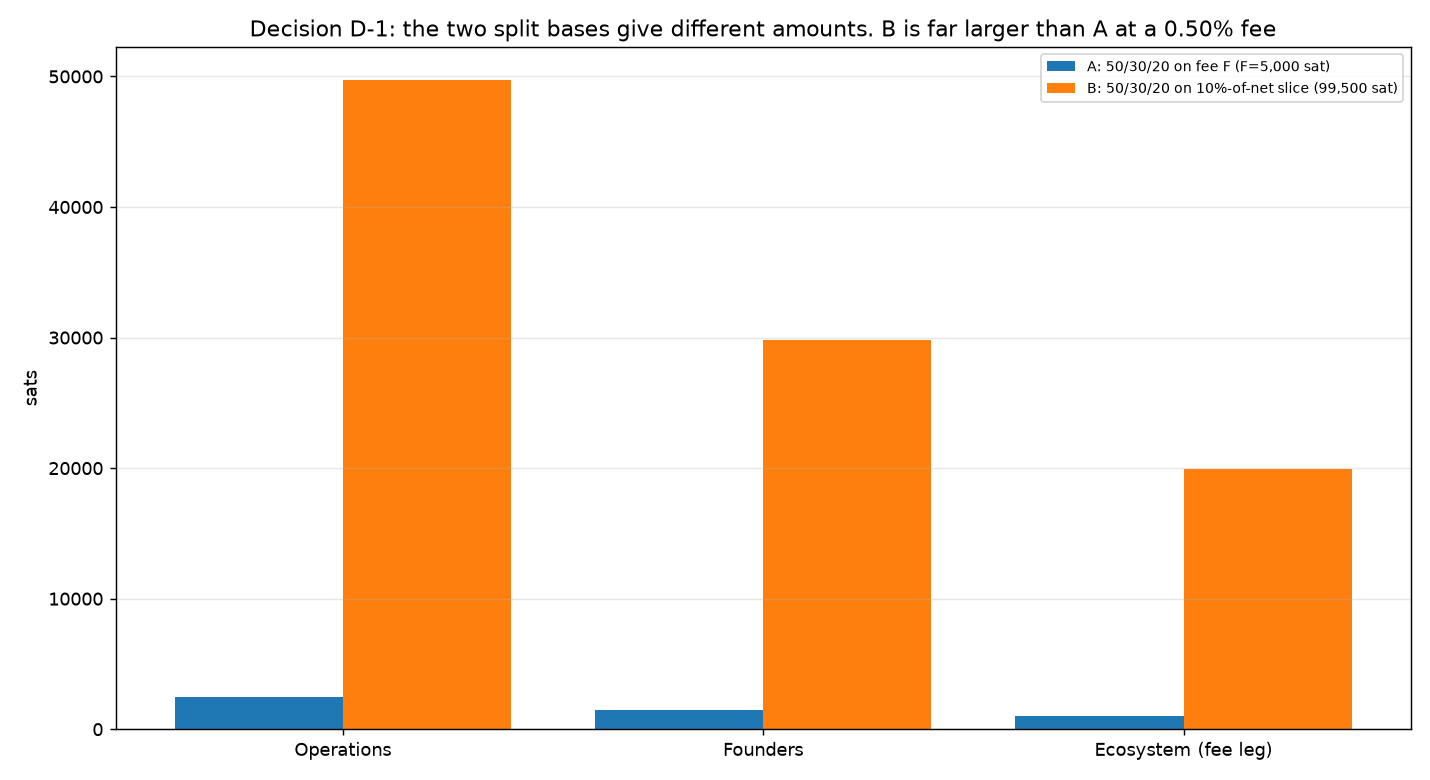 Decision D-1: the two split bases give different amounts. B is far larger than A at a 0.50% fee
A: 50/30/20 on fee F (F=5,000 sat)
B: 50/30/20 on 10%-of-net slice (99,500 sat)
50000
40000
30000
20000
10000
0
sats
Operations
Founders
Ecosystem (fee leg)